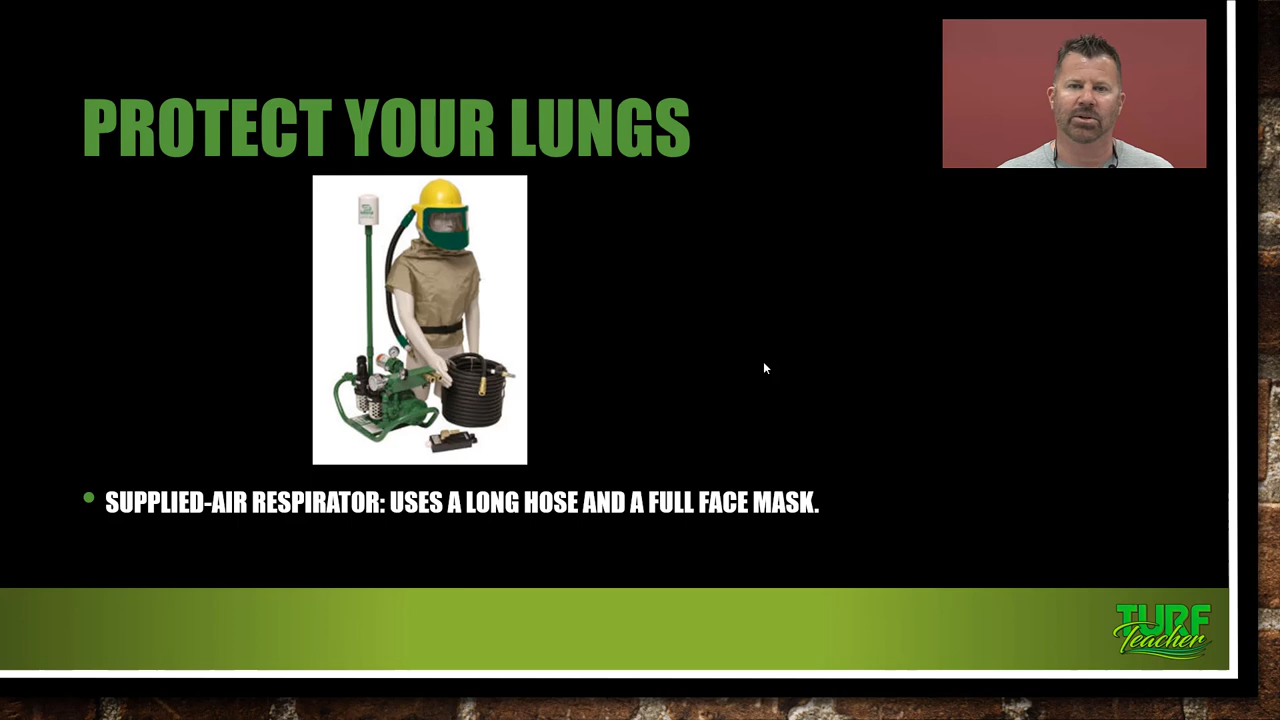 PROTECT YOUR LUNGS
SUPPLIED-AIR RESPIRATOR: USES A LONG HOSE AND A FULL FACE MASK.
TURF
Teacher